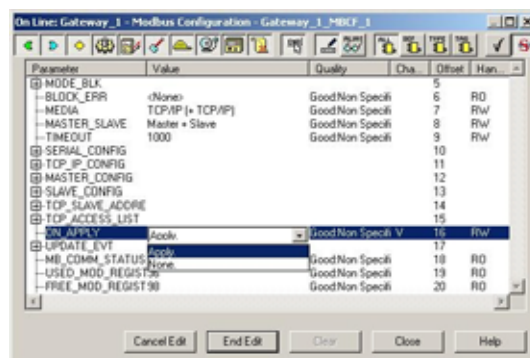 On Line: Gateway_1 - Modbus Configuration - Gateway_1_MBCF_1
Parameter Value Quality Cha... Offset Han...
MODE_BLK 5
BLOCK_ERR <None> Good:Non Specifi 6 RO
MEDIA TCP/IP (+ TCP/IP) Good:Non Specifi 7 RW
MASTER_SLAVE Master + Slave Good:Non Specifi 8 RW
TIMEOUT 1000 Good:Non Specifi 9 RW
SERIAL_CONFIG 10
TCP_IP_CONFIG 11
MASTER_CONFIG 12
SLAVE_CONFIG 13
TCP_SLAVE_ADDRE 14
TCP_ACCESS_LIST 15
ON_APPLY Apply. Good:Non Specifi V 16 RW
Apply.
UPDATE_EVT 17
None.
MB_COMM_STATUS Good:Non Specifi 18 RO
USED_MOD_REGIST Good:Non Specifi 19 RO
FREE_MOD_REGIST 98 Good:Non Specifi 20 RO
Cancel Edit End Edit Clear Close Help